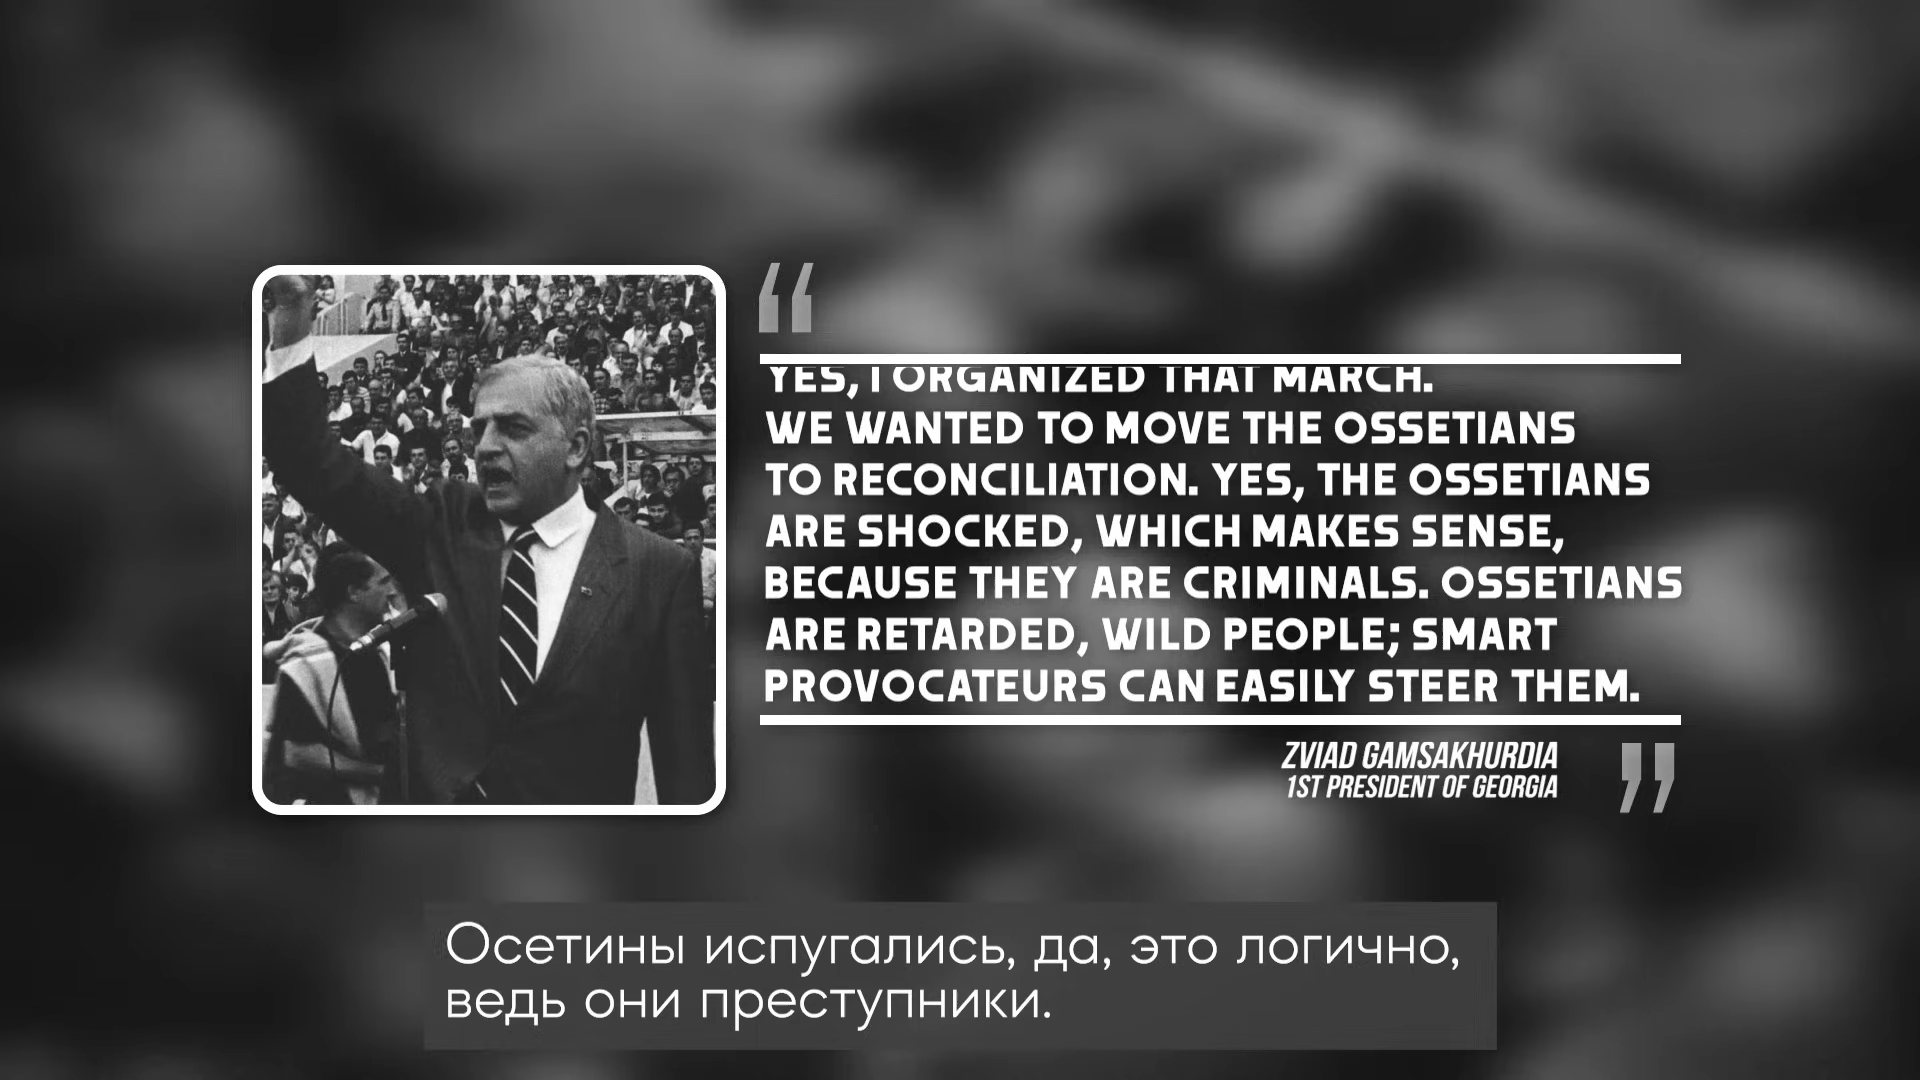 “
YES, I ORGANIZED THAT MARCH.
WE WANTED TO MOVE THE OSSETIANS
TO RECONCILIATION. YES, THE OSSETIANS
ARE SHOCKED, WHICH MAKES SENSE,
BECAUSE THEY ARE CRIMINALS. OSSETIANS
ARE RETARDED, WILD PEOPLE; SMART
PROVOCATEURS CAN EASILY STEER THEM.
ZVIAD GAMSAKHURDIA
1ST PRESIDENT OF GEORGIA
”
Осетины испугались, да, это логично,
ведь они преступники.